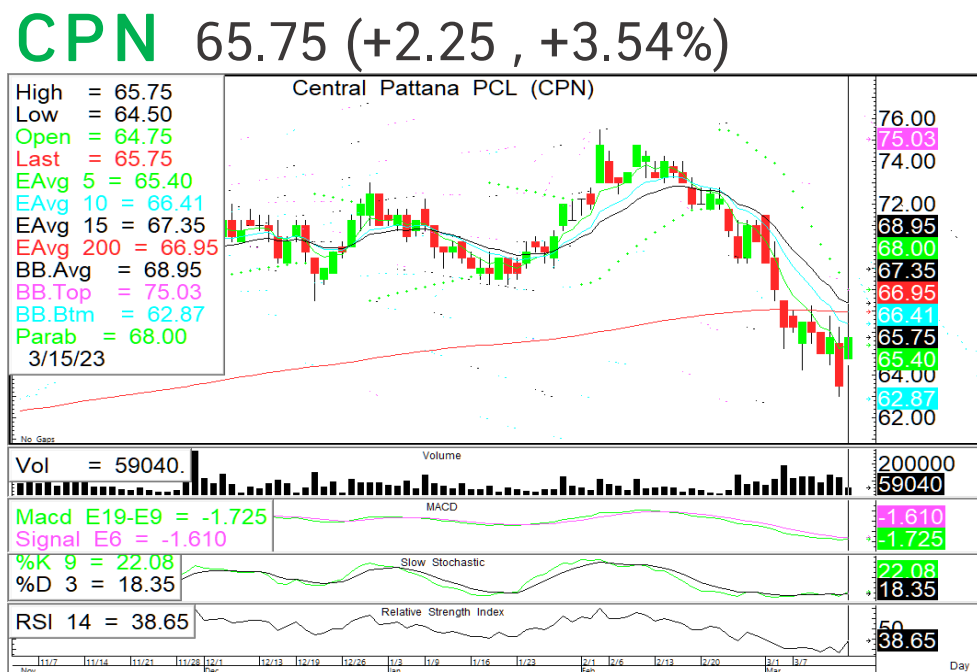 CPN 65.75 (+2.25 , +3.54%)
Central Pattana PCL (CPN)
High = 65.75
Low = 64.50
Open = 64.75
Last = 65.75
EAvg 5 = 65.40
EAvg 10 = 66.41
EAvg 15 = 67.35
EAvg 200 = 66.95
BB.Avg = 68.95
BB.Top = 75.03
BB.Btm = 62.87
Parab = 68.00
3/15/23
No Gaps
76.00
75.03
74.00
72.00
68.95
68.00
67.35
66.95
66.41
65.75
65.40
64.00
62.87
62.00
Volume
Vol = 59040.
200000
59040
MACD
Macd E19-E9 = -1.725
Signal E6 = -1.610
-1.610
-1.725
Slow Stochastic
%K 9 = 22.08
%D 3 = 18.35
22.08
18.35
Relative Strength Index
RSI 14 = 38.65
50
38.65
11/7 11/14 11/21 11/28 12/1 12/13 12/19 12/26 1/3 1/9 1/16 1/23 2/1 2/6 2/13 2/20 3/1 3/7
Nov Dec Jan Feb Mar Day